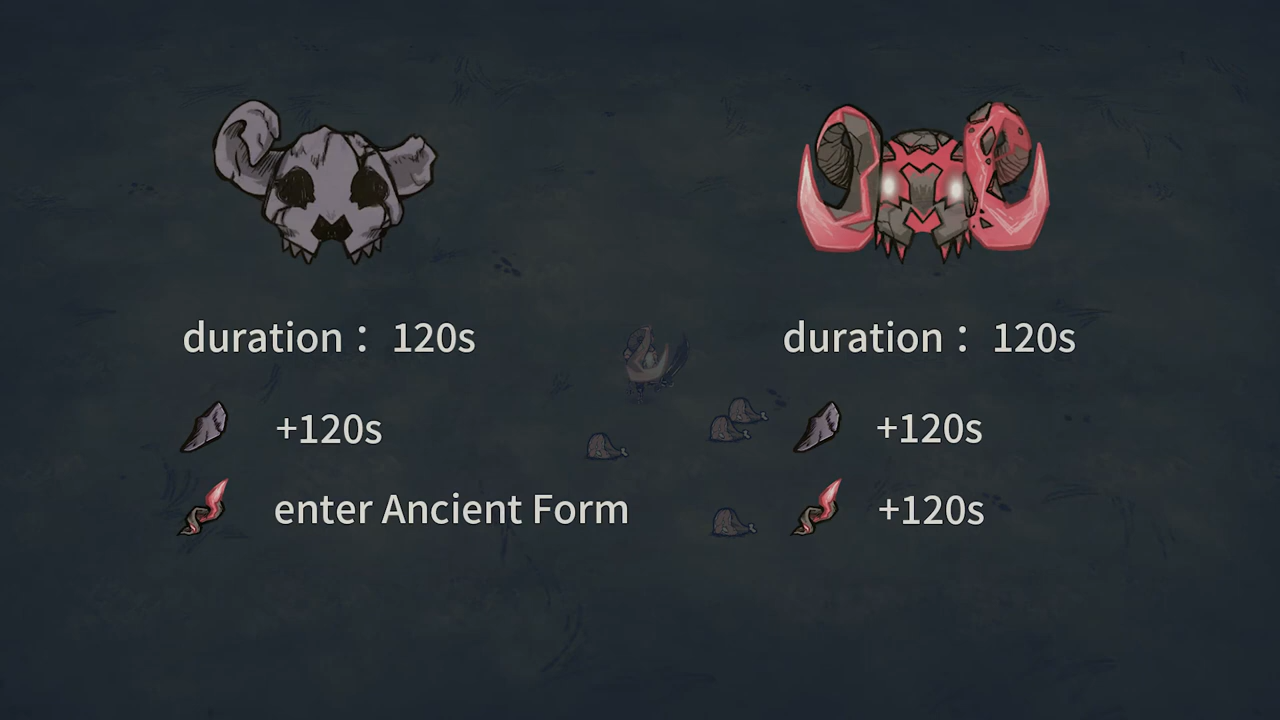 duration： 120s
+120s
enter Ancient Form
duration： 120s
+120s
+120s